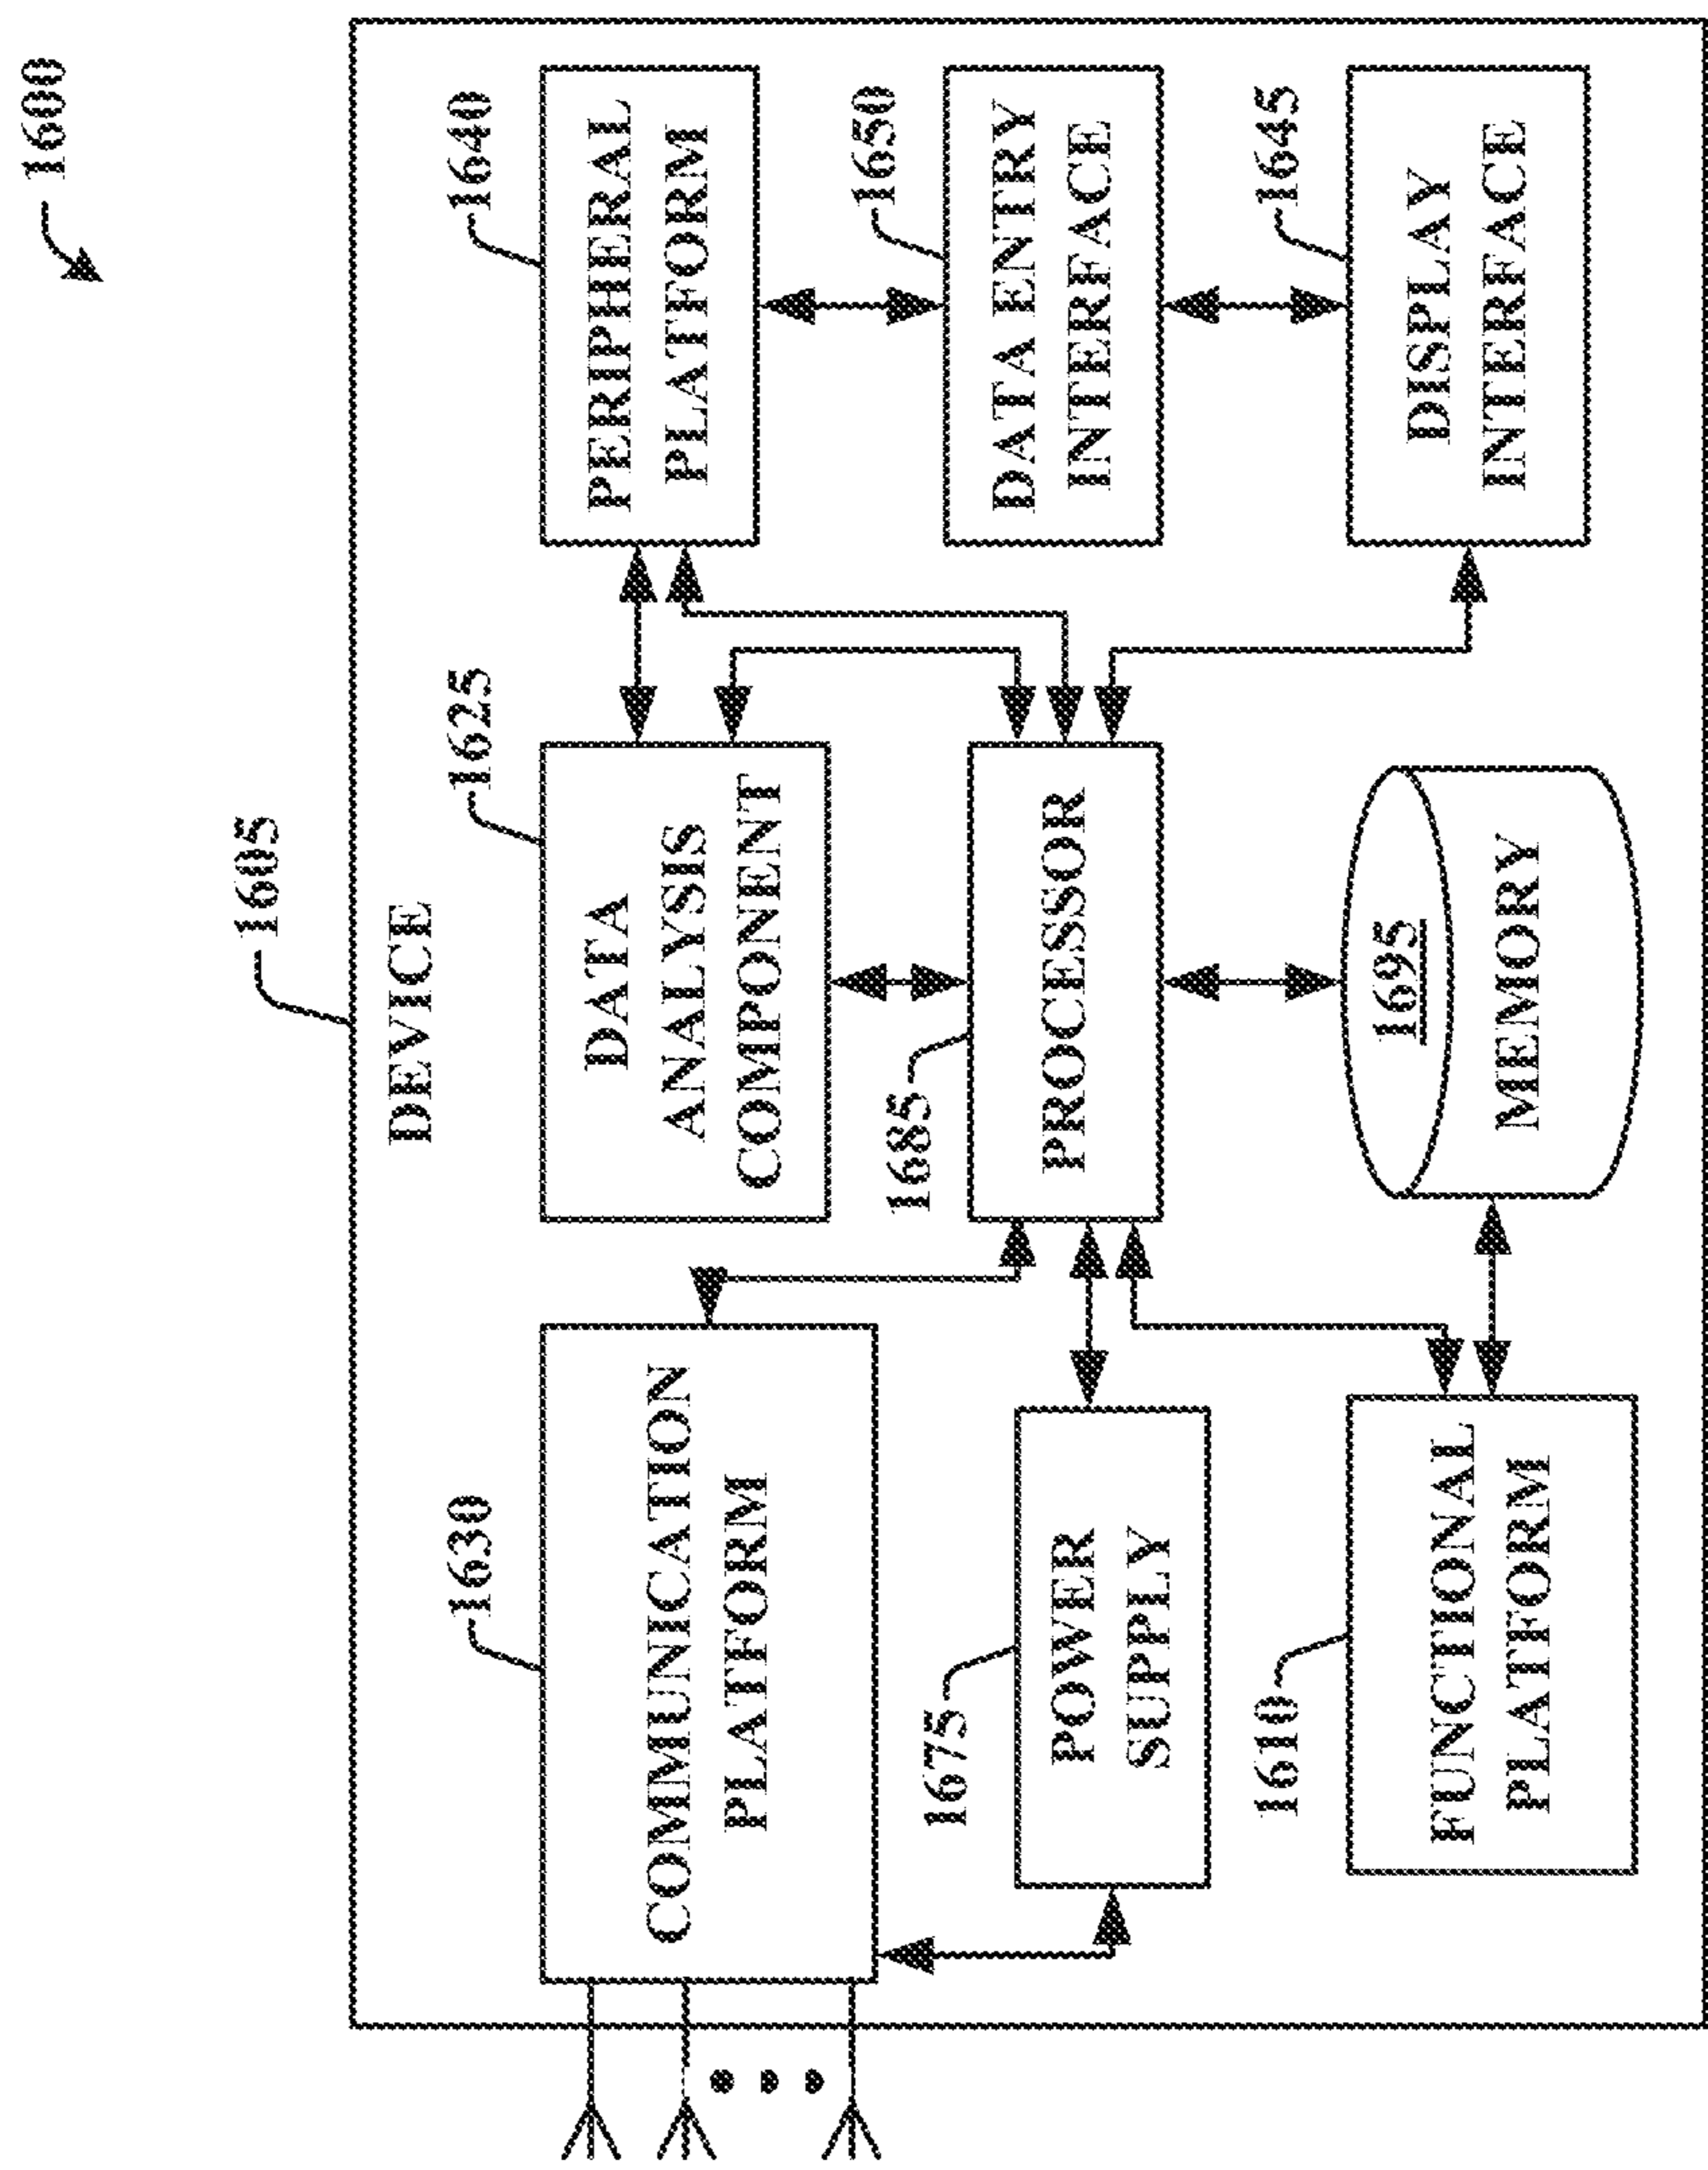 1600
1605
DEVICE
1630
COMMUNICATION
PLATFORM
1625
DATA
ANALYSIS
COMPONENT
1640
PERIPHERAL
PLATFORM
1675
POWER
SUPPLY
1685
PROCESSOR
1650
DATA ENTRY
INTERFACE
1610
FUNCTIONAL
PLATFORM
1695
MEMORY
1645
DISPLAY
INTERFACE